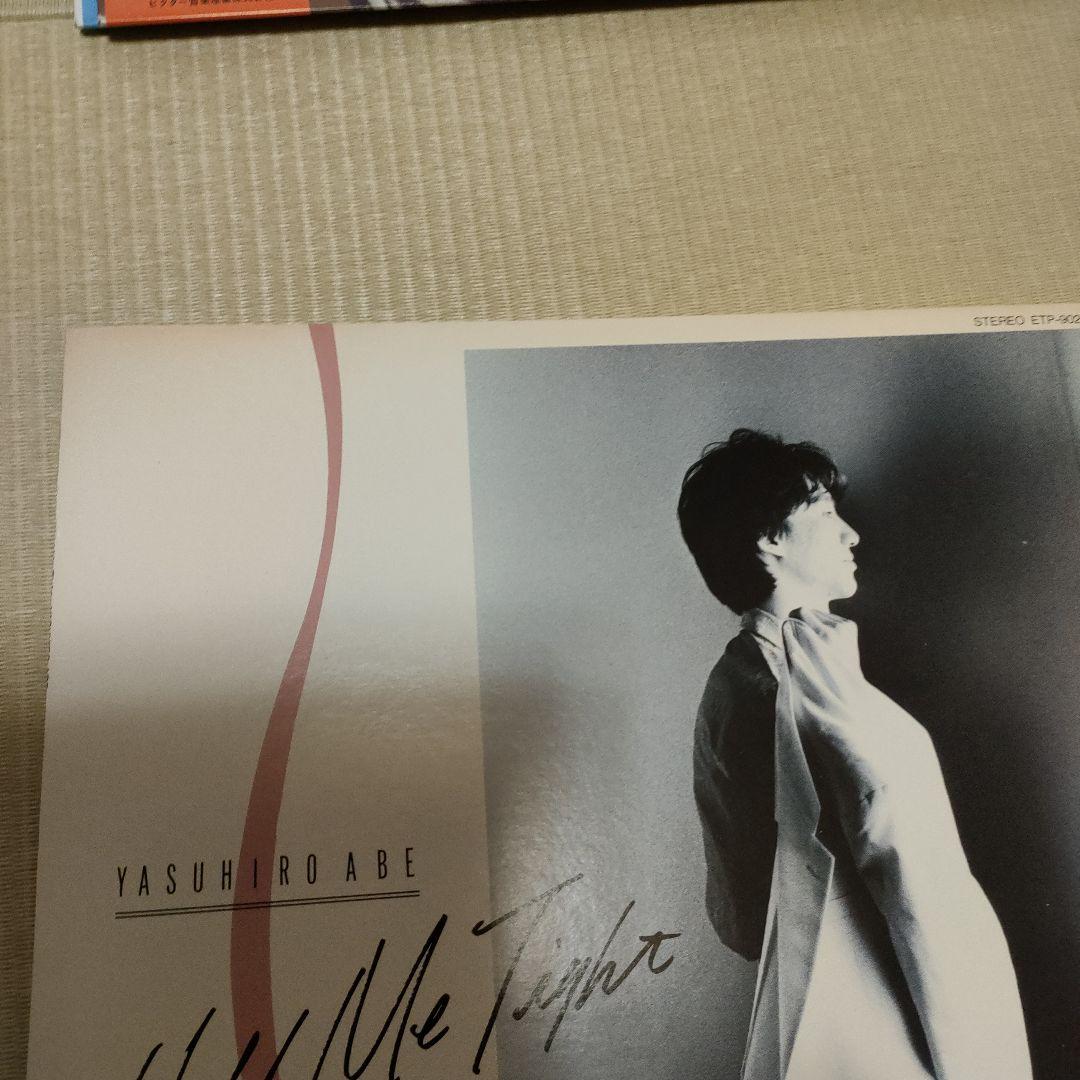 STEREO ETP-902
YASUHIRO ABE
Me Tight